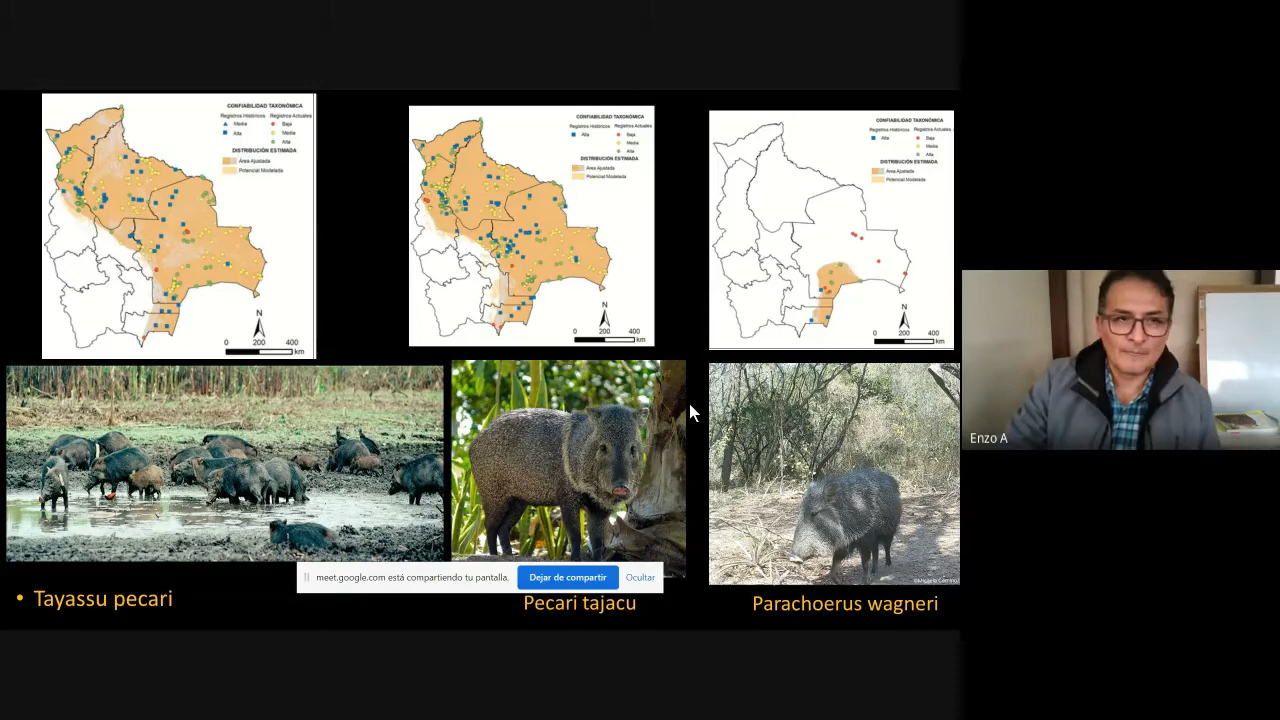 CONFIABILIDAD TAXONÓMICA
Registros Históricos Registros Actuales
Media Baja
Alta Media
Alta
DISTRIBUCIÓN ESTIMADA
Área Ajustada
Potencial Modelada
N
0 200 400
km
CONFIABILIDAD TAXONÓMICA
Registros Históricos Registros Actuales
Alta Baja
Media
Alta
DISTRIBUCIÓN ESTIMADA
Área Ajustada
Potencial Modelada
N
0 200 400
km
CONFIABILIDAD TAXONÓMICA
Registros Históricos Registros Actuales
Alta Baja
Media
Alta
DISTRIBUCIÓN ESTIMADA
Área Ajustada
Potencial Modelada
N
0 200 400
km
Enzo A
meet.google.com está compartiendo tu pantalla. Dejar de compartir Ocultar
• Tayassu pecari
Pecari tajacu
Parachoerus wagneri